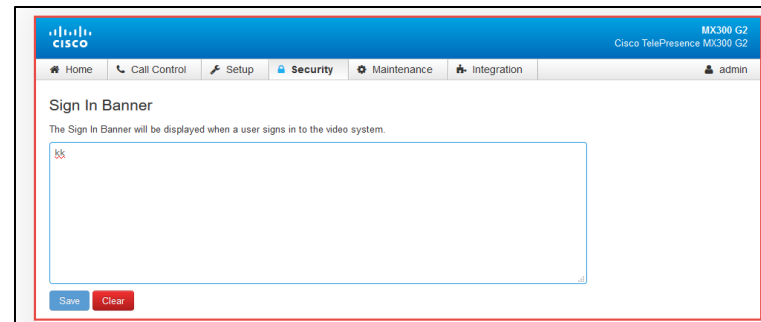 CISCO
MX300 G2
Cisco TelePresence MX300 G2
Home Call Control Setup Security Maintenance Integration admin
Sign In Banner
The Sign In Banner will be displayed when a user signs in to the video system.
kk
Save Clear